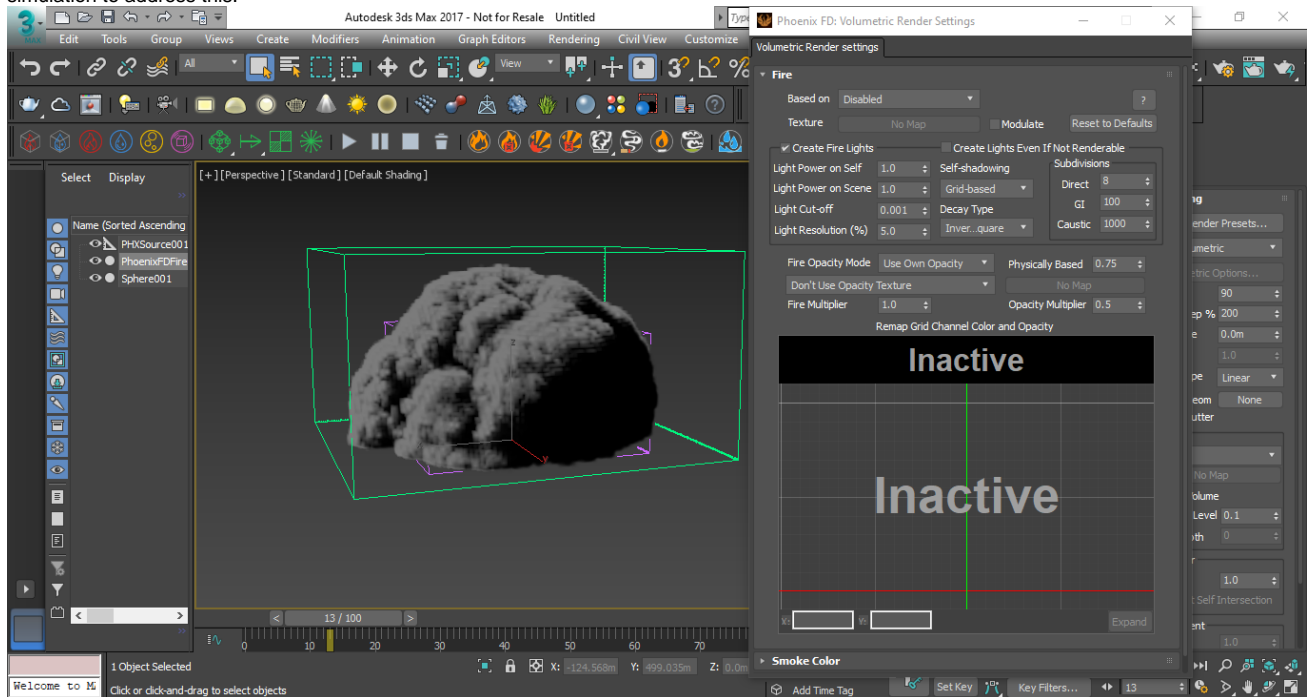 simulation to address this.
Autodesk 3ds Max 2017 - Not for Resale Untitled
Type
Phoenix FD: Volumetric Render Settings
Edit Tools Group Views Create Modifiers Animation Graph Editors Rendering Civil View Customize
Volumetric Render settings
All
View
Fire
Based on Disabled ?
Texture No Map Modulate Reset to Defaults
Create Fire Lights Create Lights Even If Not Renderable
Select Display
[+] [Perspective] [Standard] [Default Shading]
Light Power on Self 1.0 Self-shadowing Subdivisions
Light Power on Scene 1.0 Grid-based Direct 8
Light Cut-off 0.001 Decay Type GI 100
Light Resolution (%) 5.0 Inver...quare Caustic 1000
Name (Sorted Ascending
PHXSource001
PhoenixFDFire
Sphere001
Fire Opacity Mode Use Own Opacity Physically Based 0.75
Don't Use Opacity Texture No Map
Fire Multiplier 1.0 Opacity Multiplier 0.5
Remap Grid Channel Color and Opacity
Inactive
Inactive
ender Presets...
90
200
0.0m
1.0
Linear
None
No Map
Level 0.1
0
1.0
t Self Intersection
1.0
X: Y: Expand
Smoke Color
< 13 / 100 >
0 10 20 30 40 50 60 70
1 Object Selected X: -124.568m Y: 499.035m Z: 0.0m
Welcome to M Click or click-and-drag to select objects
Add Time Tag Set Key Key Filters... 13